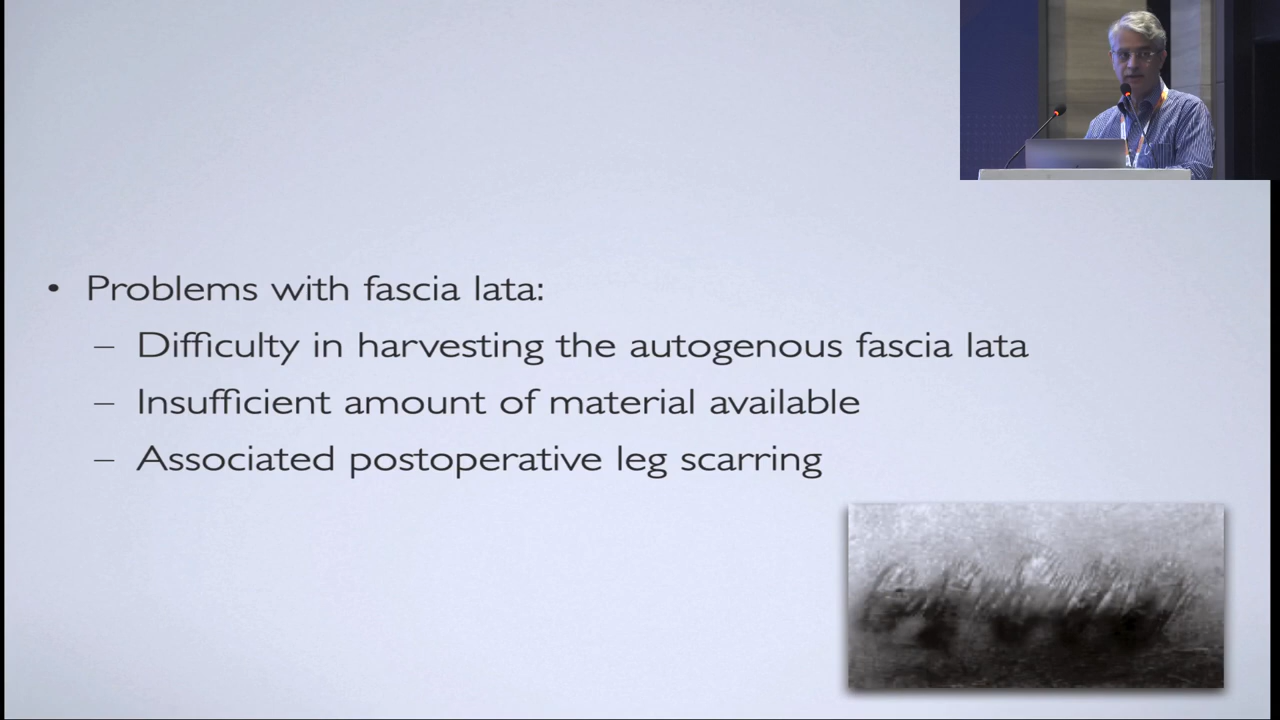 • Problems with fascia lata:
– Difficulty in harvesting the autogenous fascia lata
– Insufficient amount of material available
– Associated postoperative leg scarring